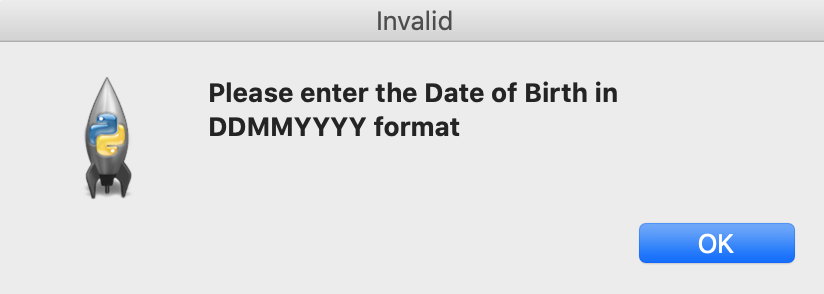 Invalid
Please enter the Date of Birth in
DDMMYYYY format
OK